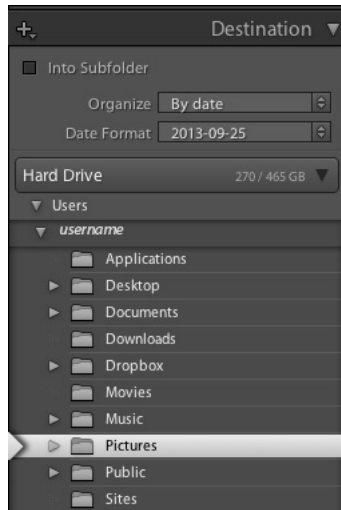 Destination
Into Subfolder
Organize By date
Date Format 2013-09-25
Hard Drive 270 / 465 GB
Users
username
Applications
Desktop
Documents
Downloads
Dropbox
Movies
Music
Pictures
Public
Sites